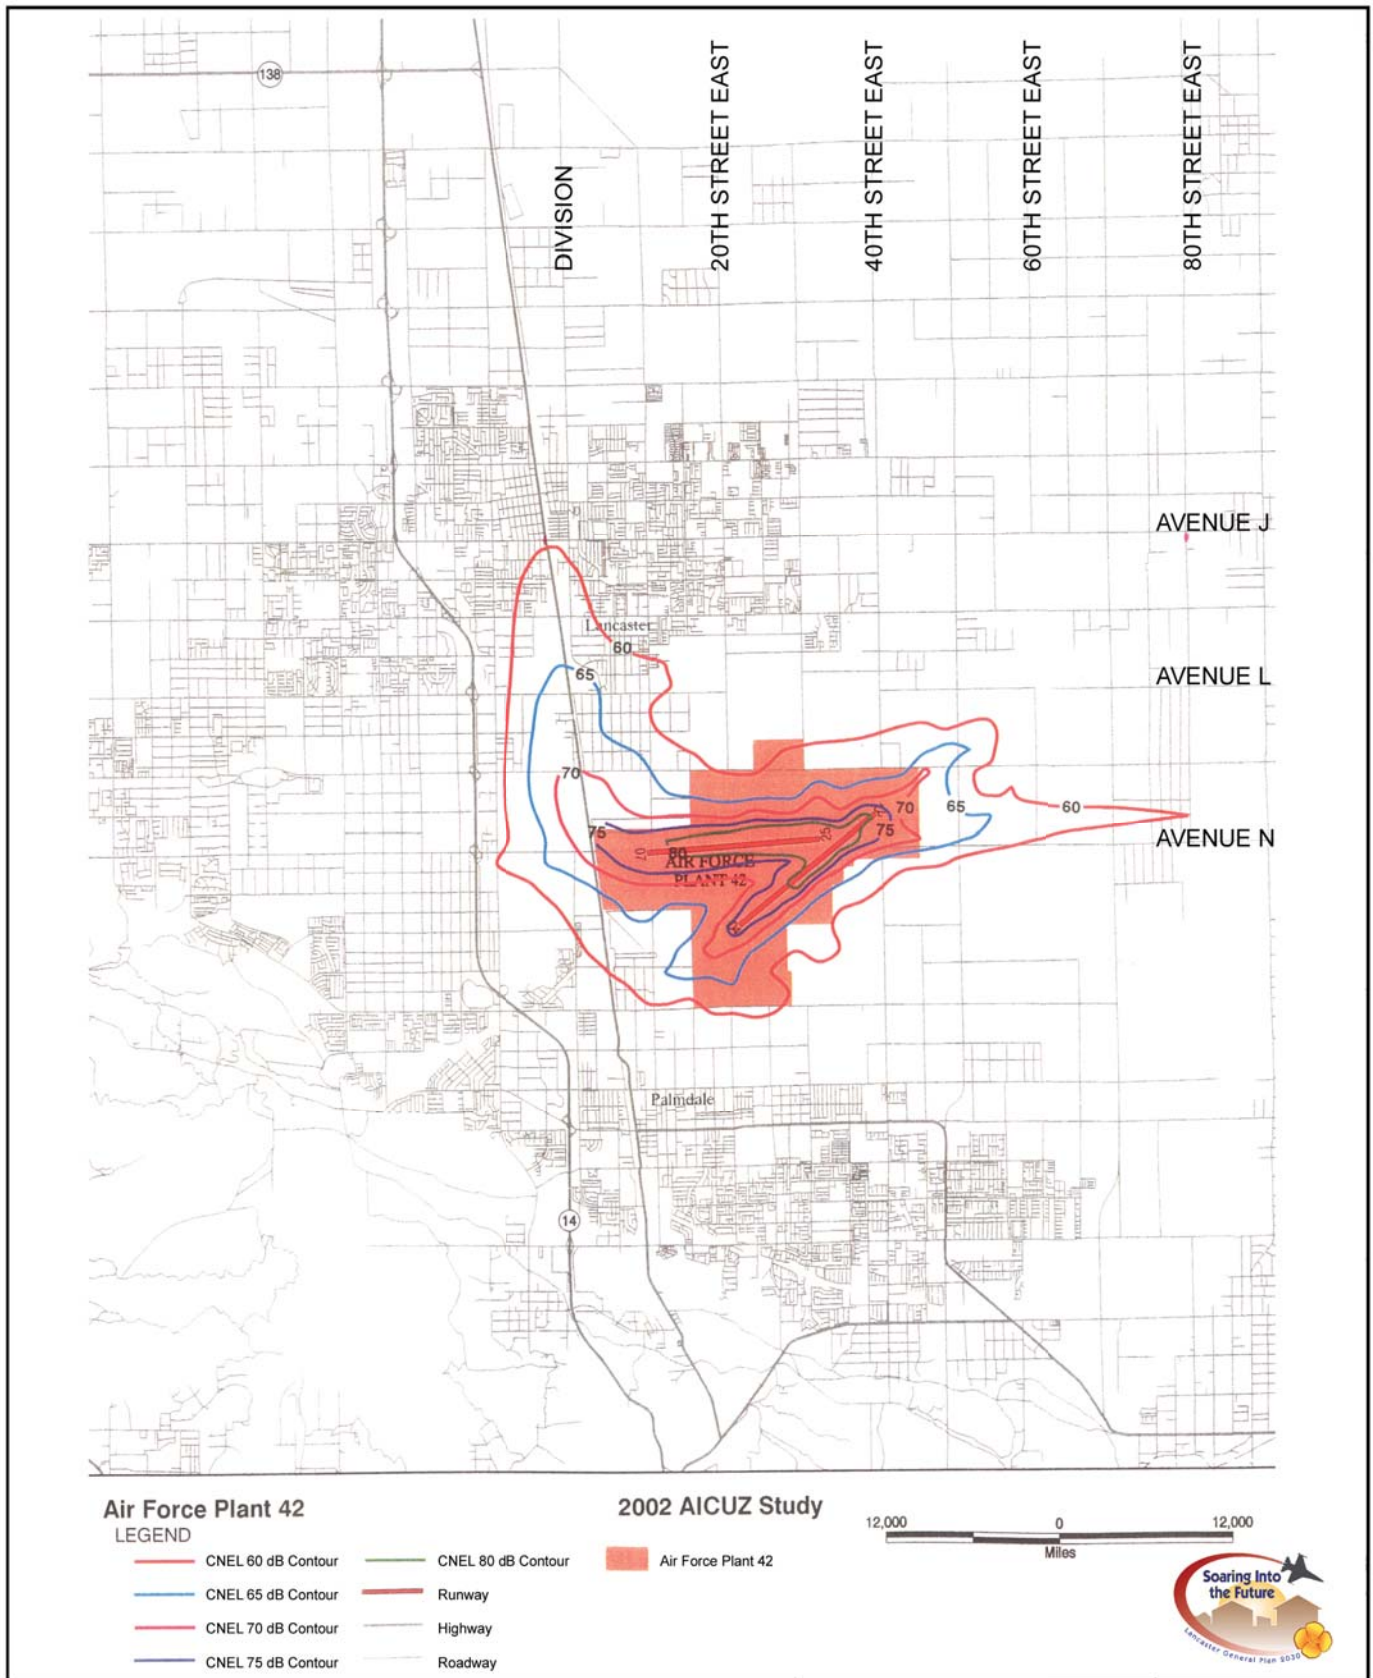 138
DIVISION
20TH STREET EAST
40TH STREET EAST
60TH STREET EAST
80TH STREET EAST
AVENUE J
Lancaster
60
65
AVENUE L
70
70
65
60
75
75
AVENUE N
07
25
80
AIR FORCE
PLANT 42
Palmdale
14
Air Force Plant 42
2002 AICUZ Study
LEGEND
CNEL 60 dB Contour
CNEL 65 dB Contour
CNEL 70 dB Contour
CNEL 75 dB Contour
CNEL 80 dB Contour
Runway
Highway
Roadway
Air Force Plant 42
12,000
0
12,000
Miles
Soaring Into
the Future
Lancaster General Plan 2030